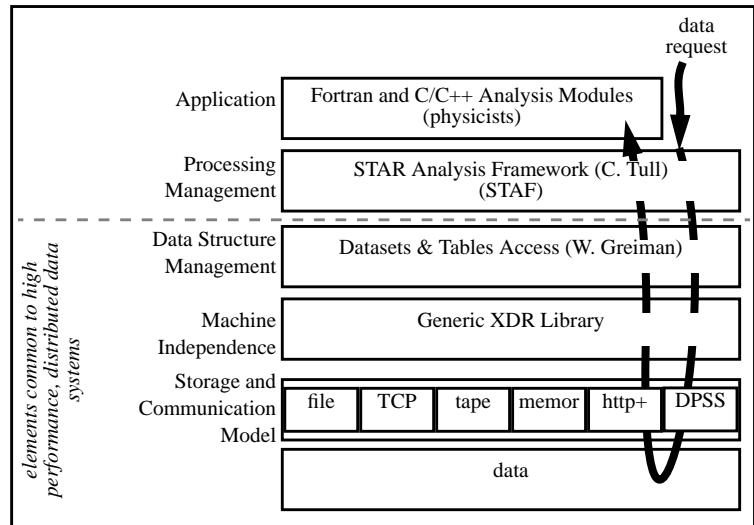 data
request
Application
Fortran and C/C++ Analysis Modules
(physicists)
Processing
Management
STAR Analysis Framework (C. Tull)
(STAF)
Data Structure
Management
Datasets & Tables Access (W. Greiman)
Machine
Independence
Generic XDR Library
Storage and
Communication
Model
file
TCP
tape
memor
http+
DPSS
data
elements common to high
performance, distributed data
systems